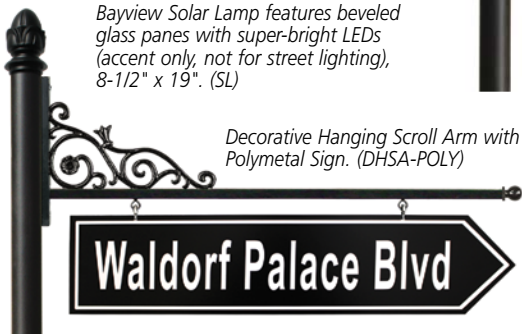 Bayview Solar Lamp features beveled
glass panes with super-bright LEDs
(accent only, not for street lighting),
8-1/2" x 19". (SL)
Decorative Hanging Scroll Arm with
Polymetal Sign. (DHSA-POLY)
Waldorf Palace Blvd